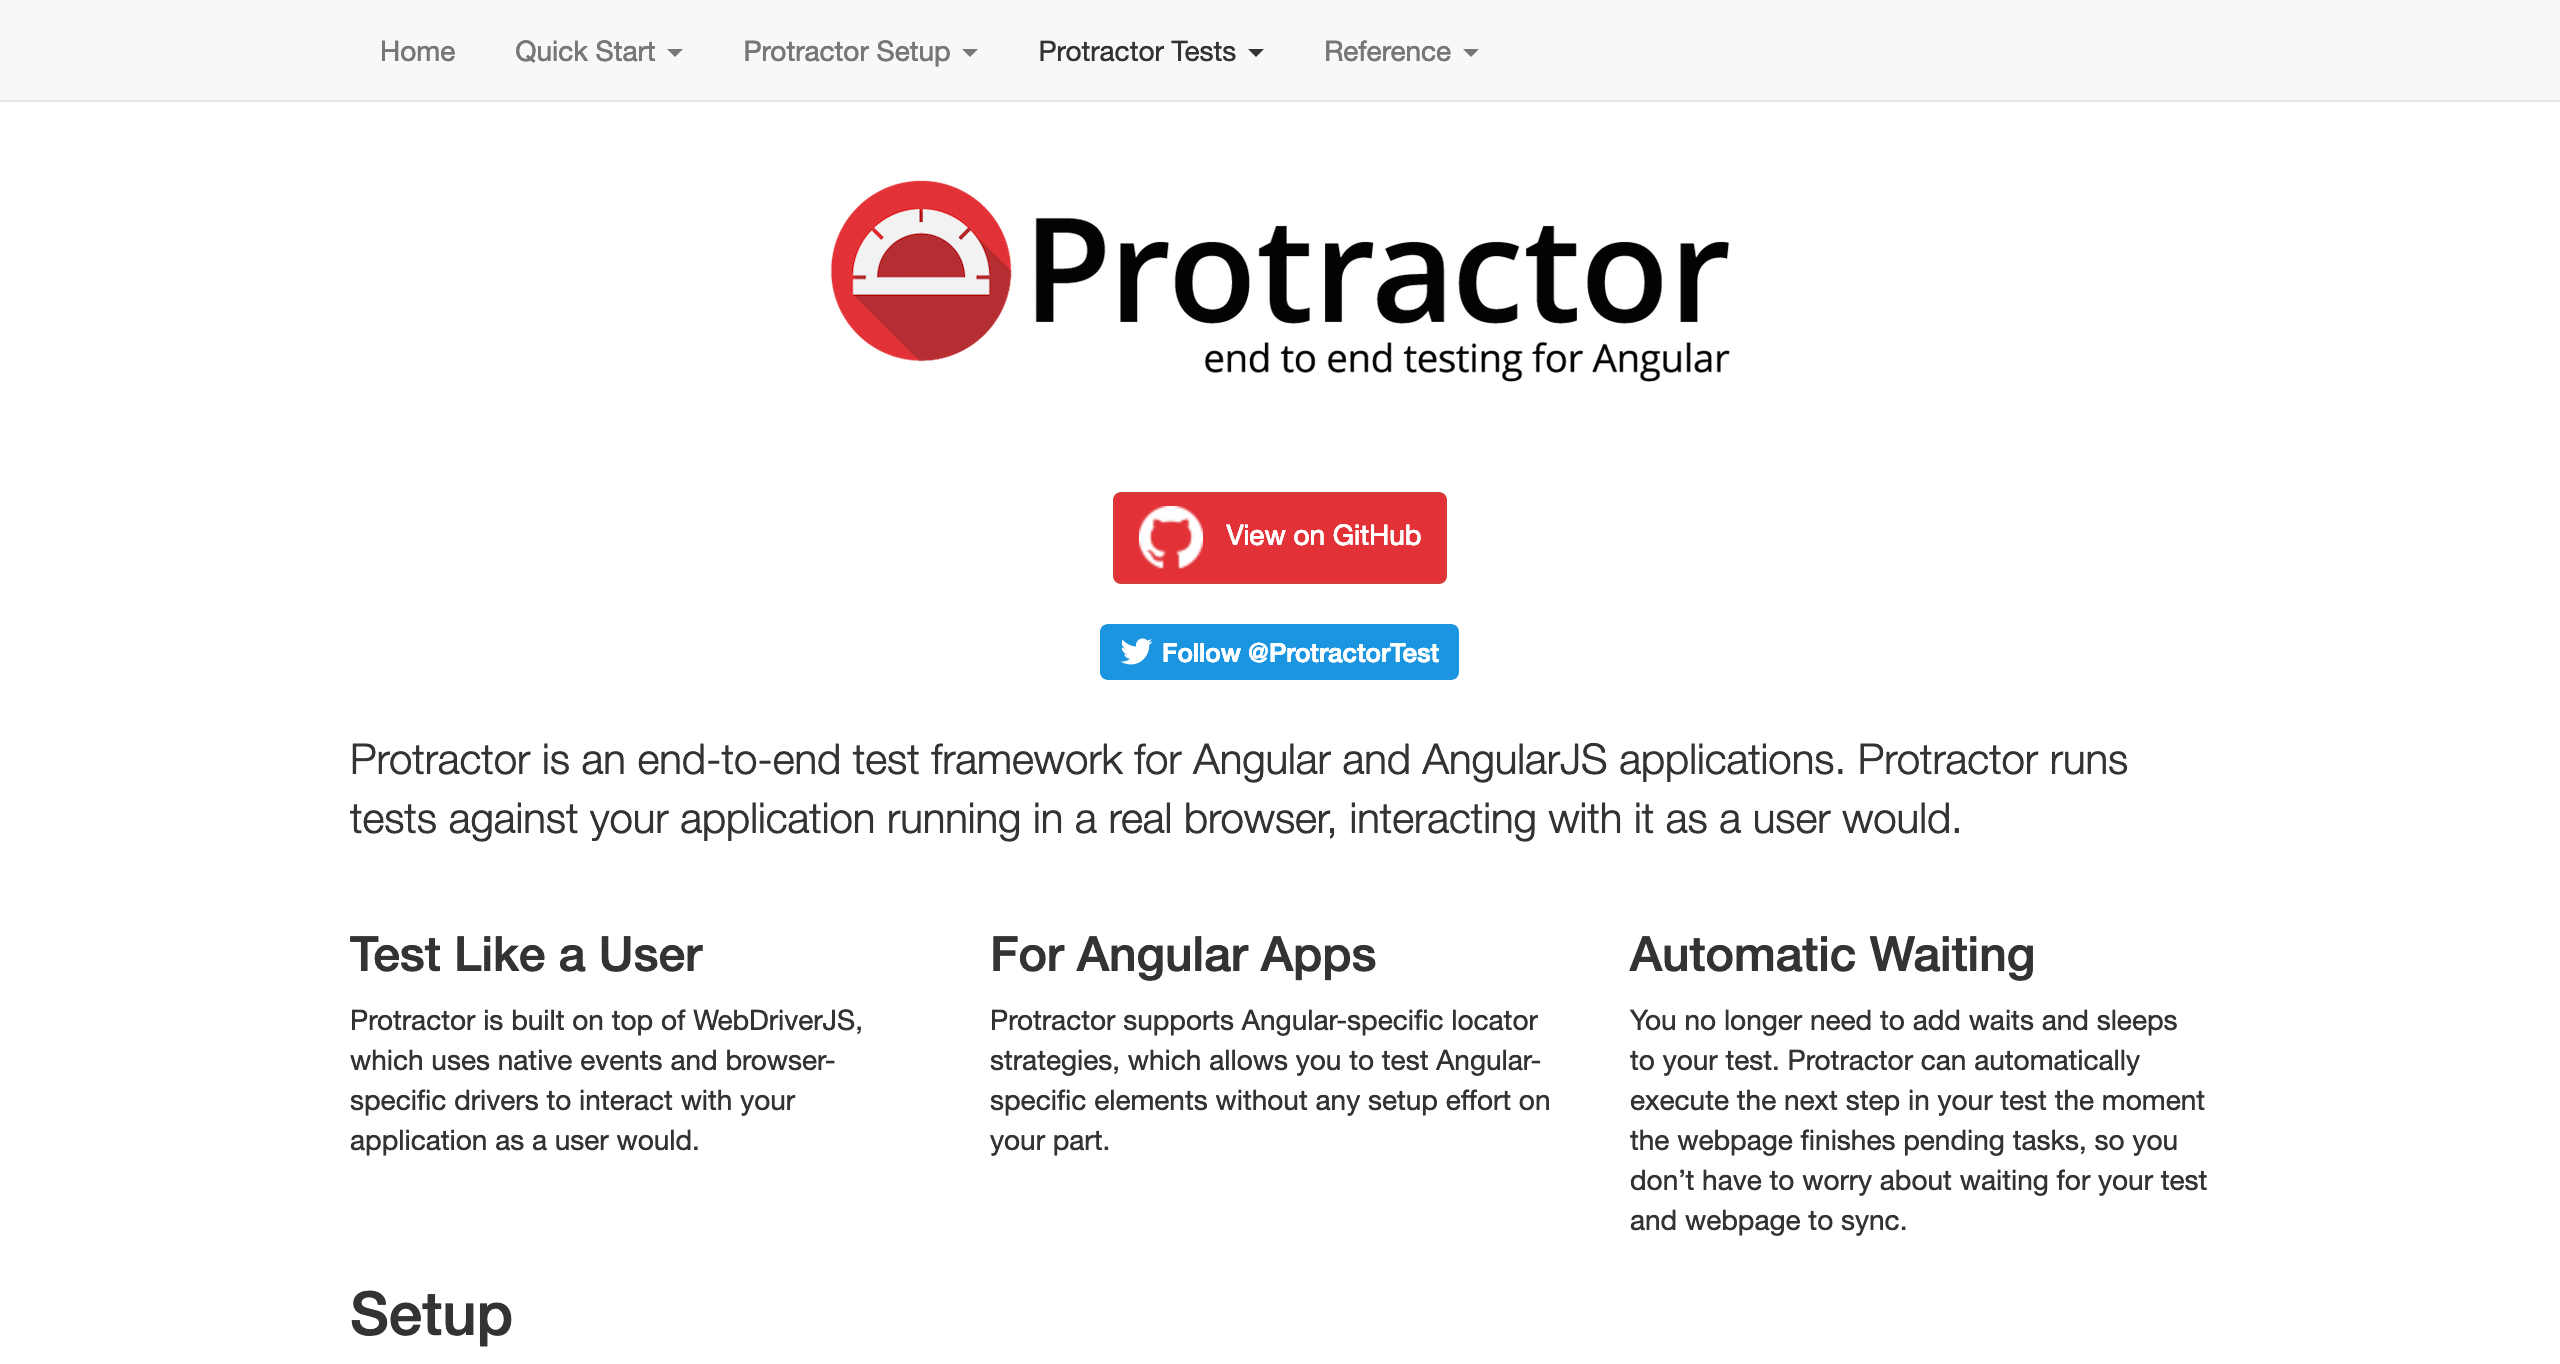 Home Quick Start Protractor Setup Protractor Tests Reference
Protractor
end to end testing for Angular
View on GitHub
Follow @ProtractorTest
Protractor is an end-to-end test framework for Angular and AngularJS applications. Protractor runs
tests against your application running in a real browser, interacting with it as a user would.
Test Like a User
Protractor is built on top of WebDriverJS,
which uses native events and browser-
specific drivers to interact with your
application as a user would.
For Angular Apps
Protractor supports Angular-specific locator
strategies, which allows you to test Angular-
specific elements without any setup effort on
your part.
Automatic Waiting
You no longer need to add waits and sleeps
to your test. Protractor can automatically
execute the next step in your test the moment
the webpage finishes pending tasks, so you
don’t have to worry about waiting for your test
and webpage to sync.
Setup